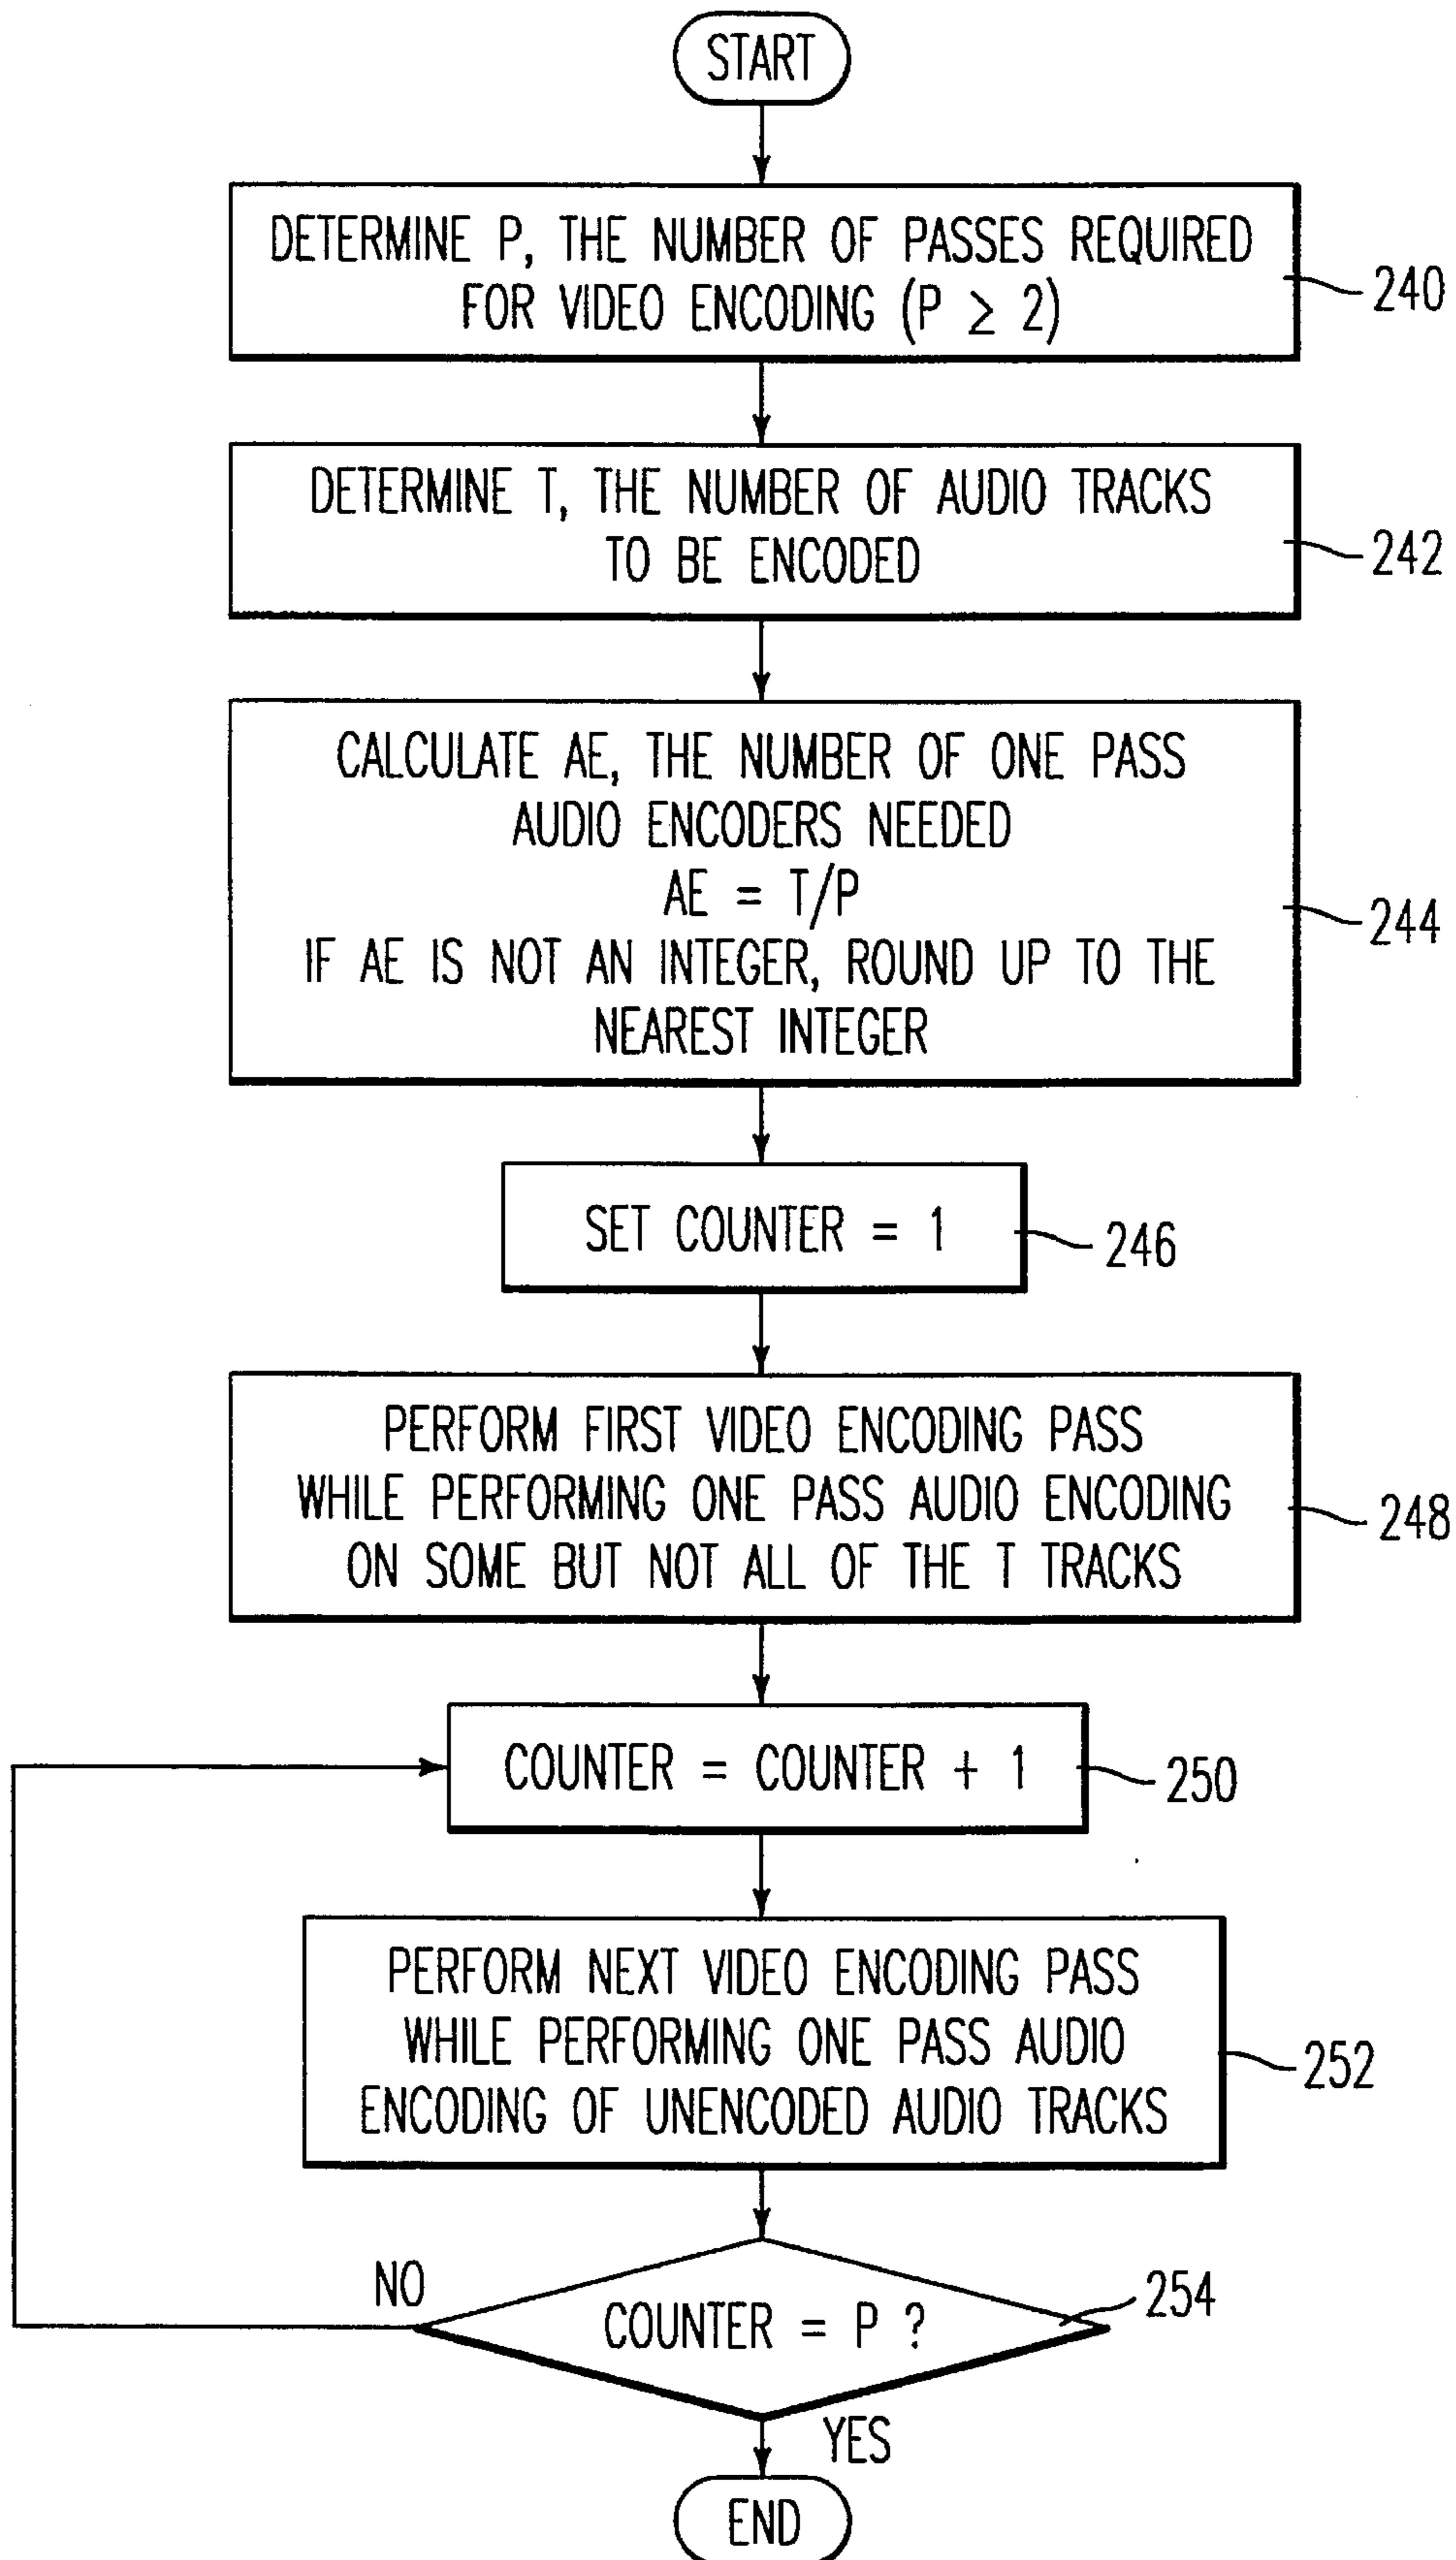 START
DETERMINE P, THE NUMBER OF PASSES REQUIRED
FOR VIDEO ENCODING (P ≥ 2)
240
DETERMINE T, THE NUMBER OF AUDIO TRACKS
TO BE ENCODED
242
CALCULATE AE, THE NUMBER OF ONE PASS
AUDIO ENCODERS NEEDED
AE = T/P
IF AE IS NOT AN INTEGER, ROUND UP TO THE
NEAREST INTEGER
244
SET COUNTER = 1
246
PERFORM FIRST VIDEO ENCODING PASS
WHILE PERFORMING ONE PASS AUDIO ENCODING
ON SOME BUT NOT ALL OF THE T TRACKS
248
COUNTER = COUNTER + 1
250
PERFORM NEXT VIDEO ENCODING PASS
WHILE PERFORMING ONE PASS AUDIO
ENCODING OF UNENCODED AUDIO TRACKS
252
NO
COUNTER = P ?
254
YES
END